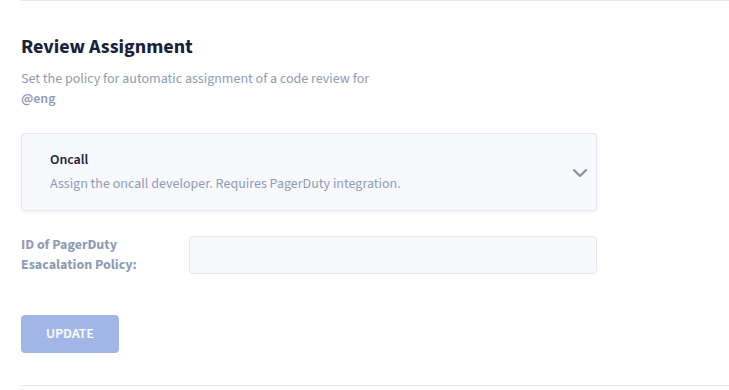 Review Assignment
Set the policy for automatic assignment of a code review for
@eng
Oncall
Assign the oncall developer. Requires PagerDuty integration.
ID of PagerDuty
Esacalation Policy:
UPDATE